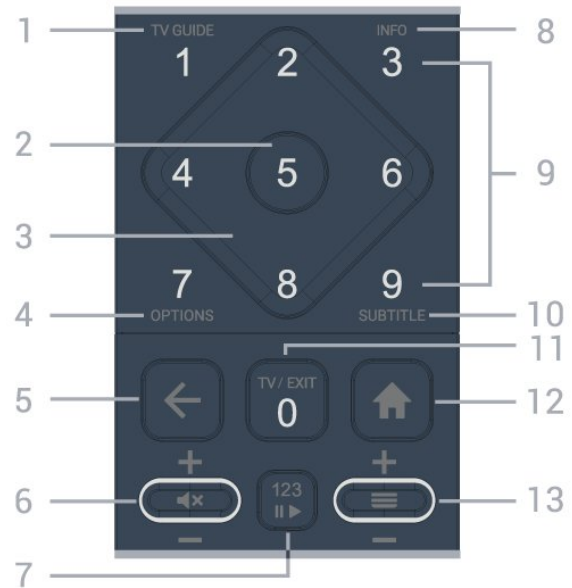 1 TV GUIDE INFO 8
1 2 3
2 9
4 5 6
3
7 8 9
4 OPTIONS SUBTITLE 10
11
5 TV / EXIT 12
0
+ +
6 13
123
− −
7